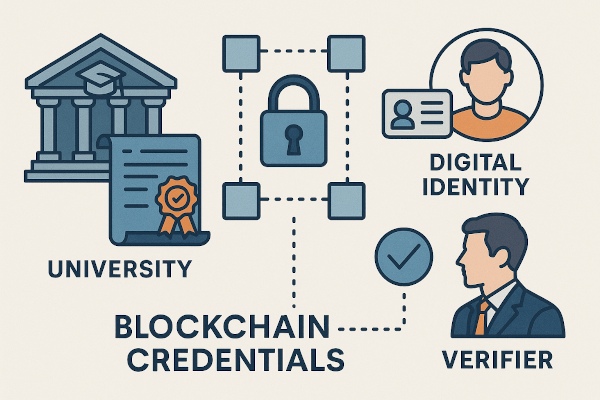 UNIVERSITY
DIGITAL
IDENTITY
BLOCKCHAIN
CREDENTIALS
VERIFIER